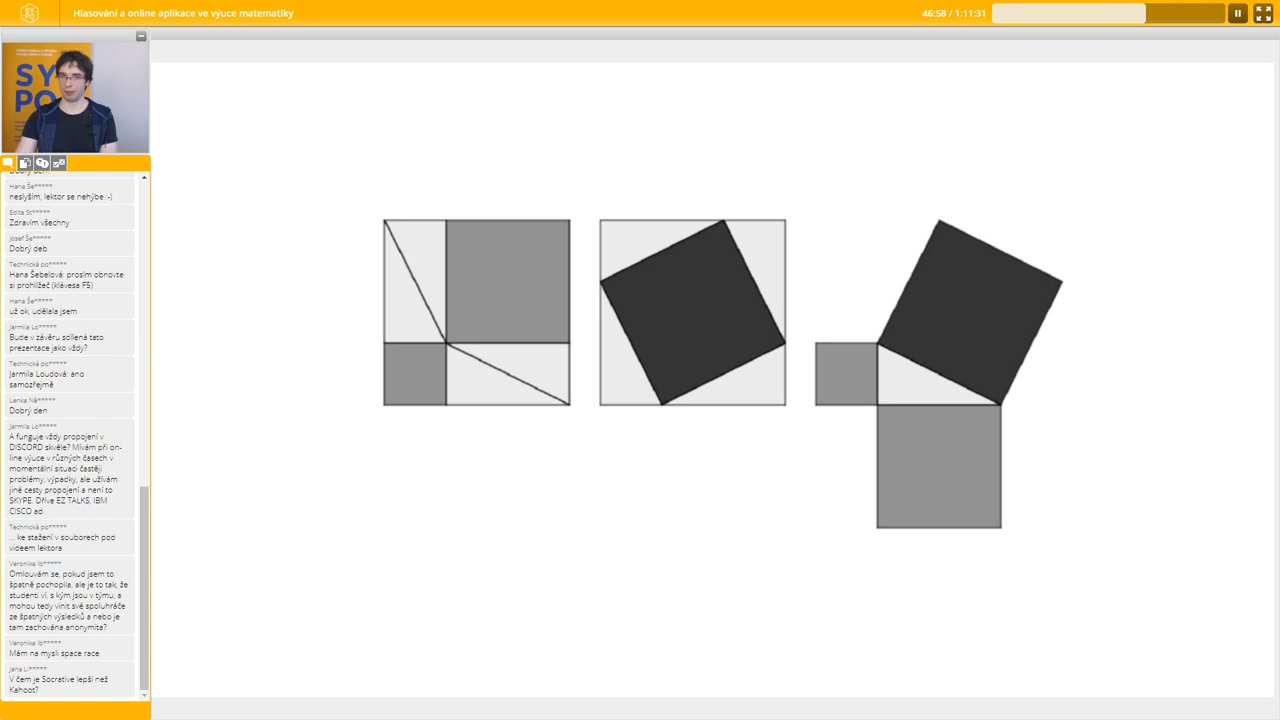 SY
PO
Hlasování a online aplikace ve výuce matematiky
46:58 / 1:11:31
SY
PO
Hana Še*****
neslyším, lektor se nehýbe :-)
Edita St*****
Zdravím všechny
Josef Še*****
Dobrý deb
Technická po*****
Hana Šebelová: prosím obnovte
si prohlížeč (klávesa F5)
Hana Še*****
už ok, udělala jsem
Jarmila Lo*****
Bude v závěru sdílená tato
prezentace jako vždy?
Technická po*****
Jarmila Loudová: ano
samozřejmě
Lenka Ná*****
Dobrý den
Jarmila Lo*****
A funguje vždy propojení v
DISCORD skvěle? Mívám při on-
line výuce v různých časech v
momentální situaci častěji
problémy, výpadky, ale užívám
jiné cesty propojení a není to
SKYPE. Dříve EZ TALKS, IBM
CISCO ad.
Technická po*****
... ke stažení v souborech pod
videem lektora
Veronika Ib*****
Omlouvám se, pokud jsem to
špatně pochopila, ale je to tak, že
studenti ví, s kým jsou v týmu, a
mohou tedy vinit své spoluhráče
ze špatných výsledků a nebo je
tam zachována anonymita?
Veronika Ib*****
Mám na mysli space race
Jana Li*****
V čem je Socrative lepší než
Kahoot?